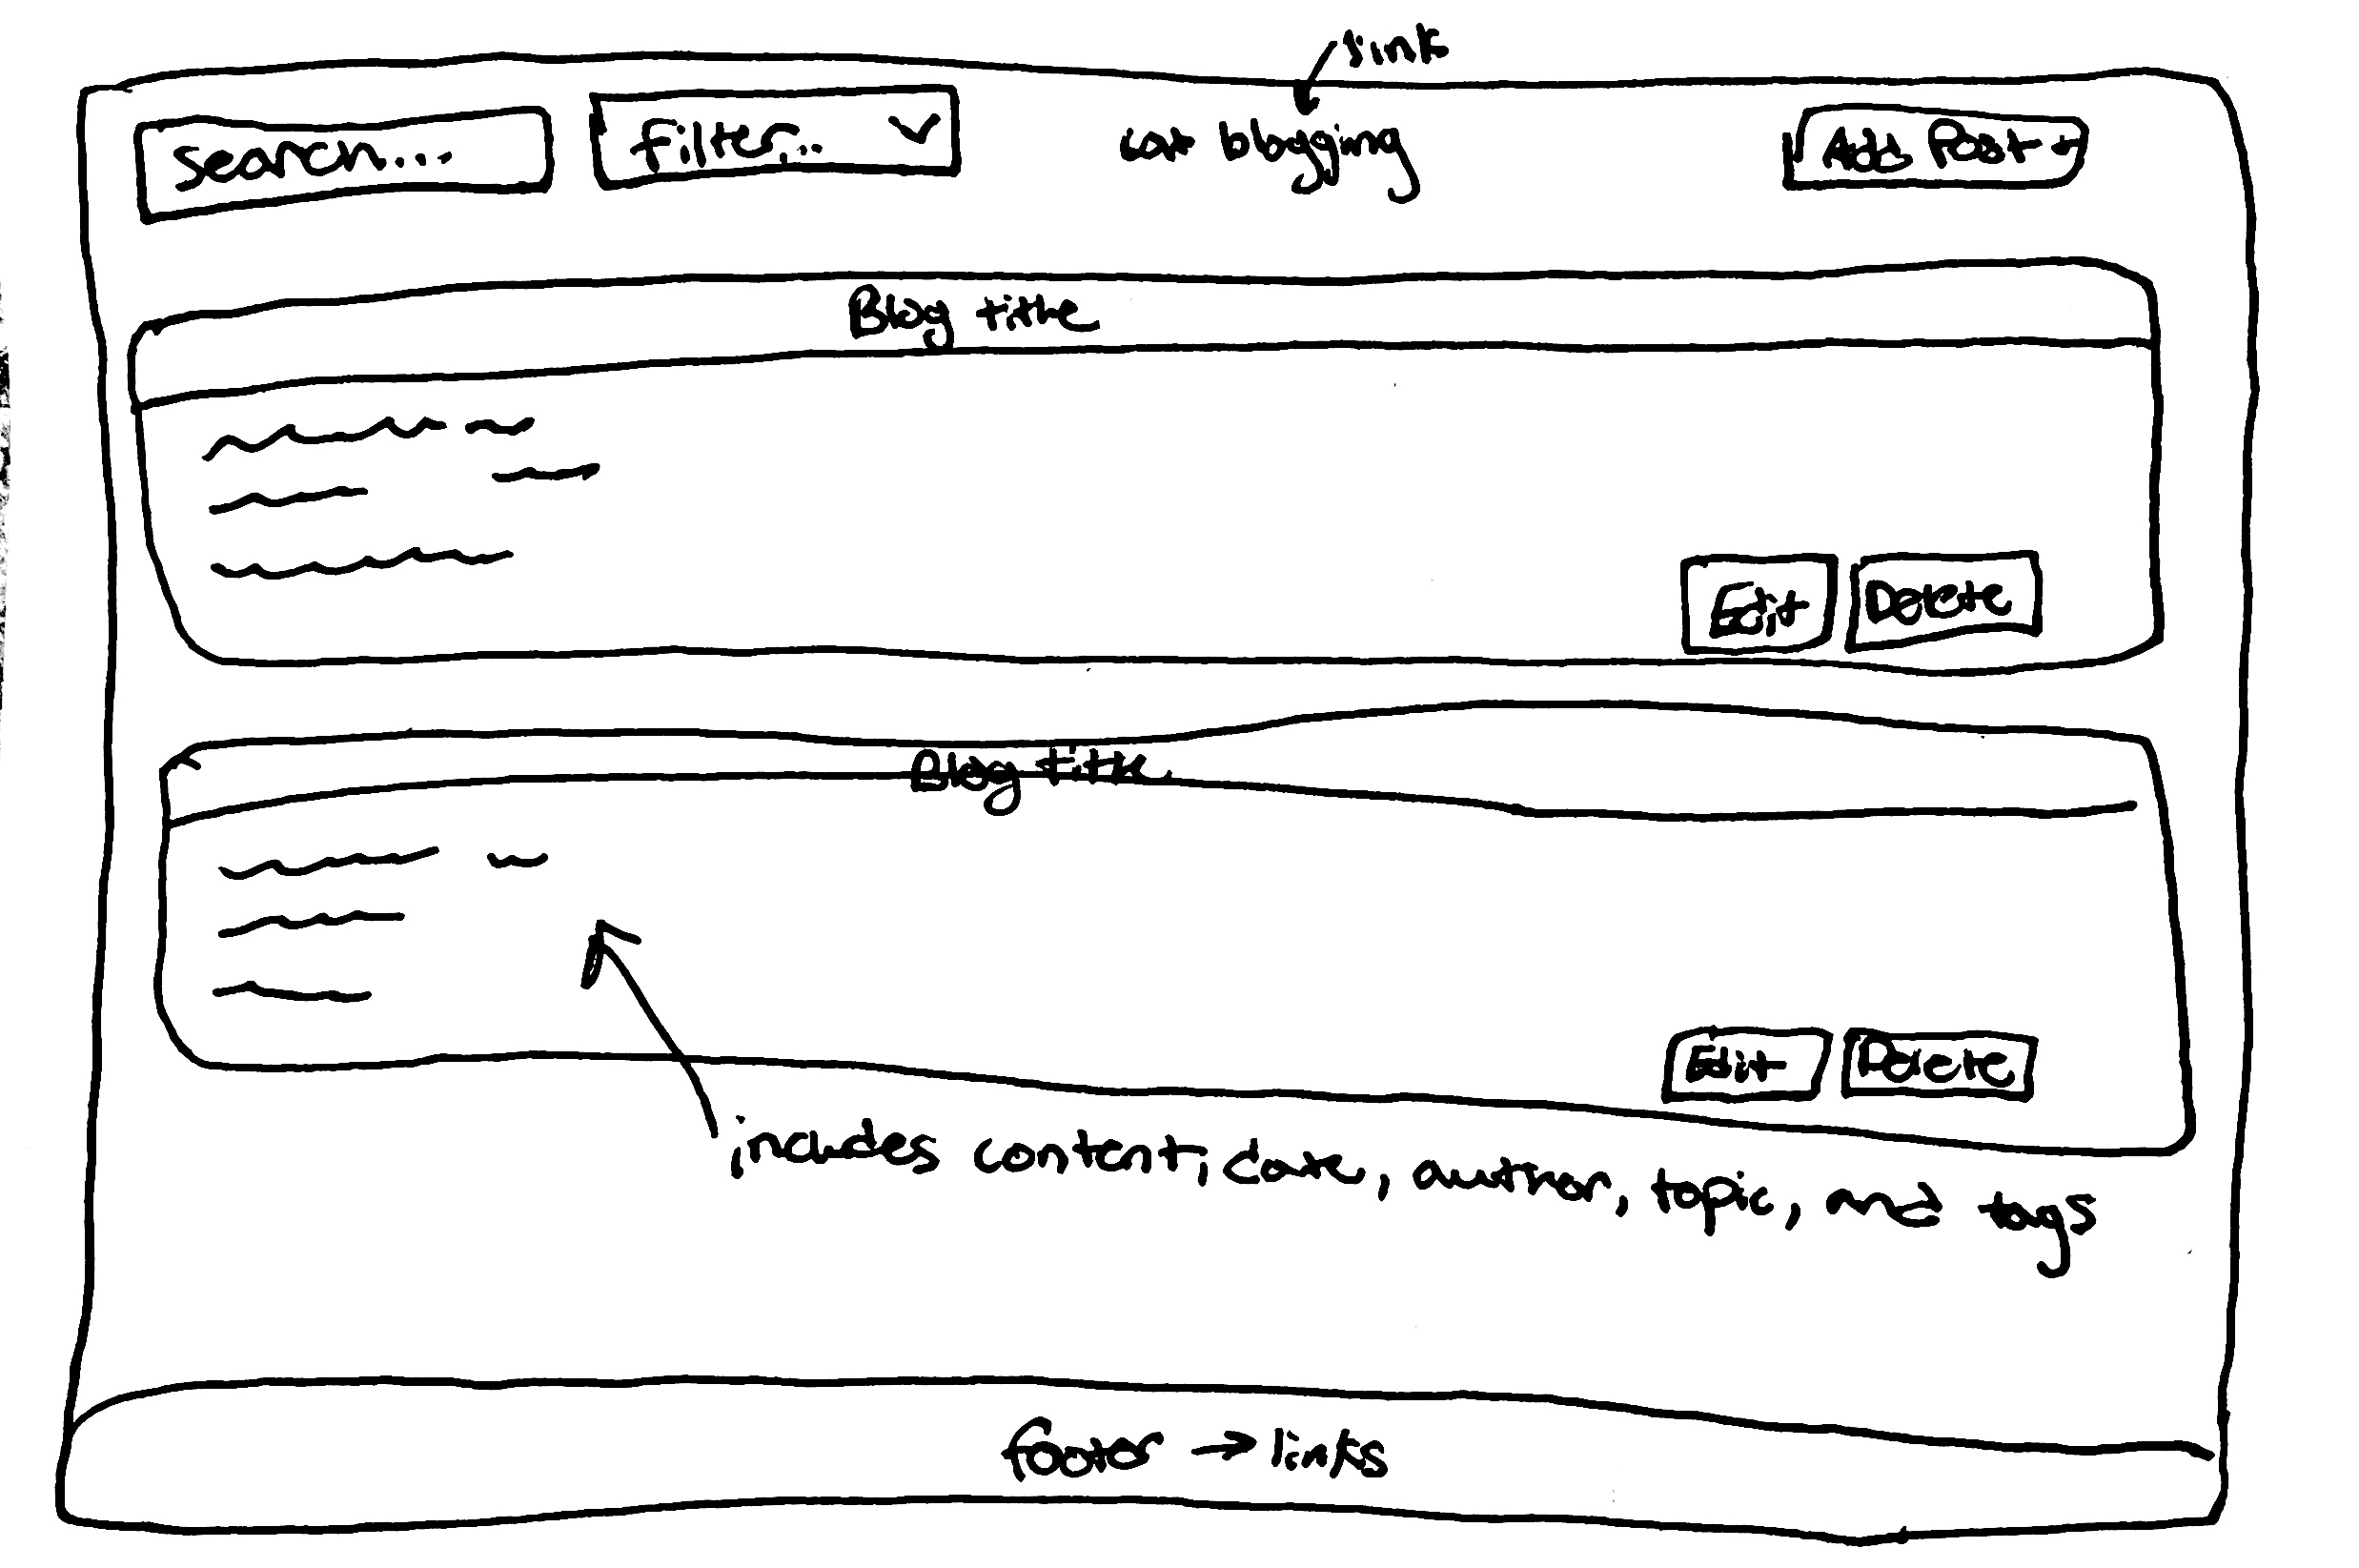 link
search...
Filter...
cat blogging
Add Post +
Blog title
Edit
Delete
Blog title
Edit
Delete
includes content, date, author, topic, and tags
footer → links